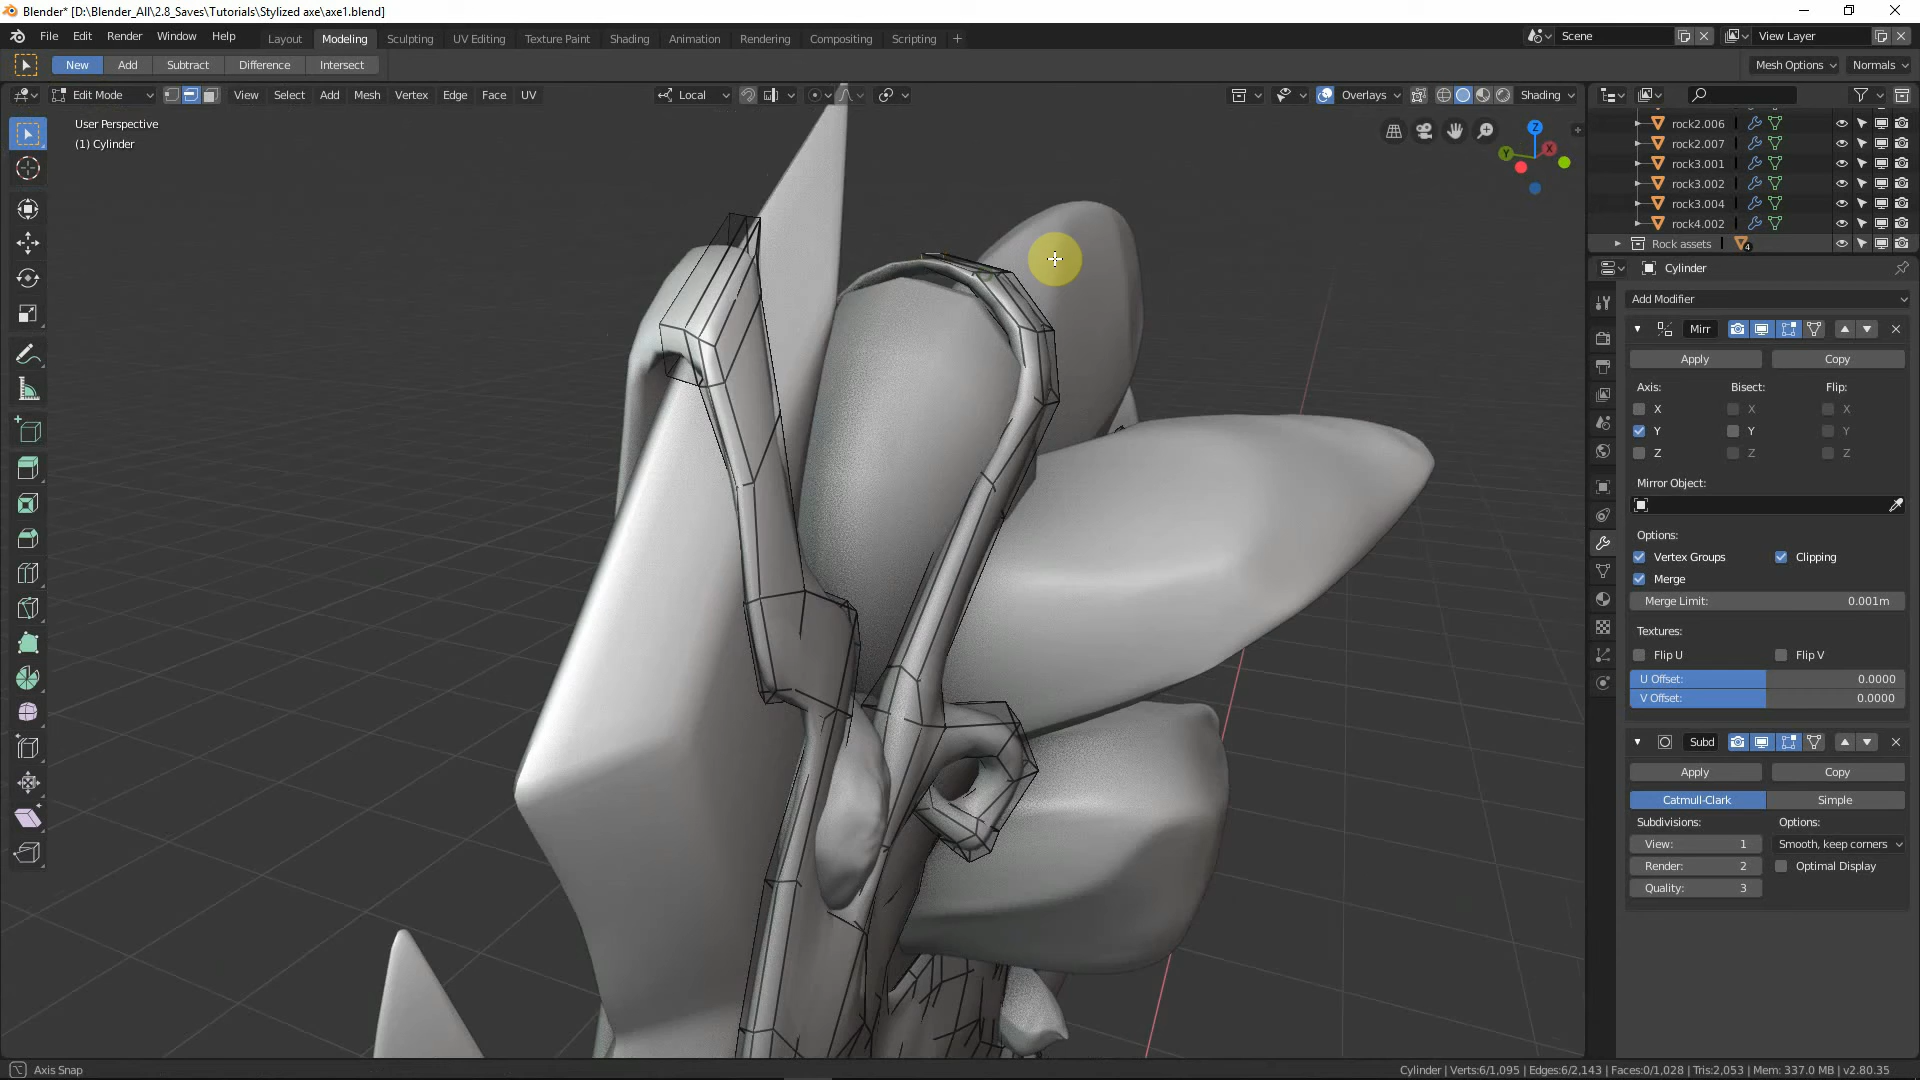 Blender* [D:\Blender_All\2.8_Saves\Tutorials\Stylized axe\axe1.blend]
File Edit Render Window Help Layout Modeling Sculpting UV Editing Texture Paint Shading Animation Rendering Compositing Scripting + Scene View Layer
New Add Subtract Difference Intersect Mesh Options Normals
Edit Mode View Select Add Mesh Vertex Edge Face UV Local Overlays Shading
User Perspective
(1) Cylinder
Z
Y
X
rock2.006
rock2.007
rock3.001
rock3.002
rock3.004
rock4.002
Rock assets 4
Cylinder
Add Modifier
Mirr
Apply Copy
Axis: Bisect: Flip:
X X X
Y Y Y
Z Z Z
Mirror Object:
Options:
Vertex Groups Clipping
Merge
Merge Limit: 0.001m
Textures:
Flip U Flip V
U Offset: 0.0000
V Offset: 0.0000
Subd
Apply Copy
Catmull-Clark Simple
Subdivisions: Options:
View: 1 Smooth, keep corners
Render: 2 Optimal Display
Quality: 3
Axis Snap
Cylinder | Verts:6/1,095 | Edges:6/2,143 | Faces:0/1,028 | Tris:2,053 | Mem: 337.0 MB | v2.80.35